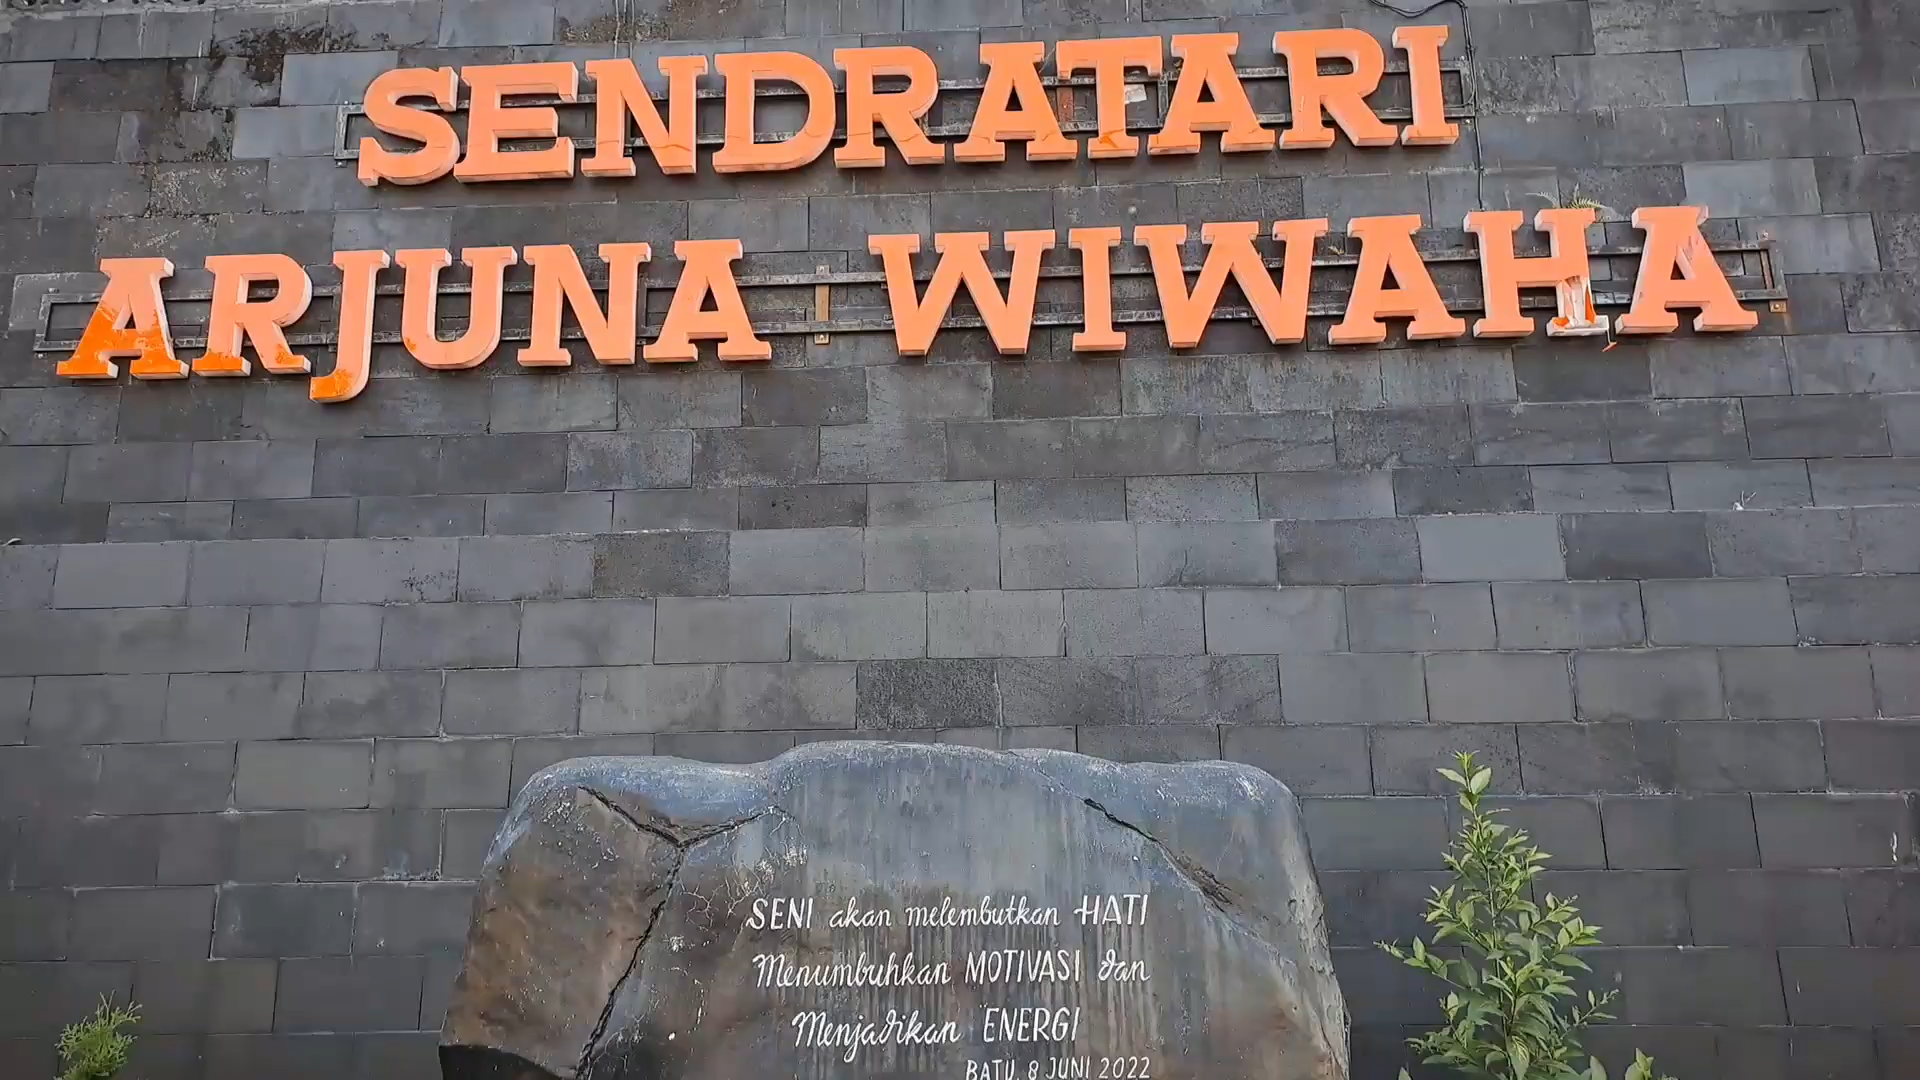 SENDRATARI
ARJUNA WIWAHA
SENI akan melembutkan HATI
Menumbuhkan MOTIVASI dan
Menjadikan ENERGI
BATU, 8 JUNI 2022